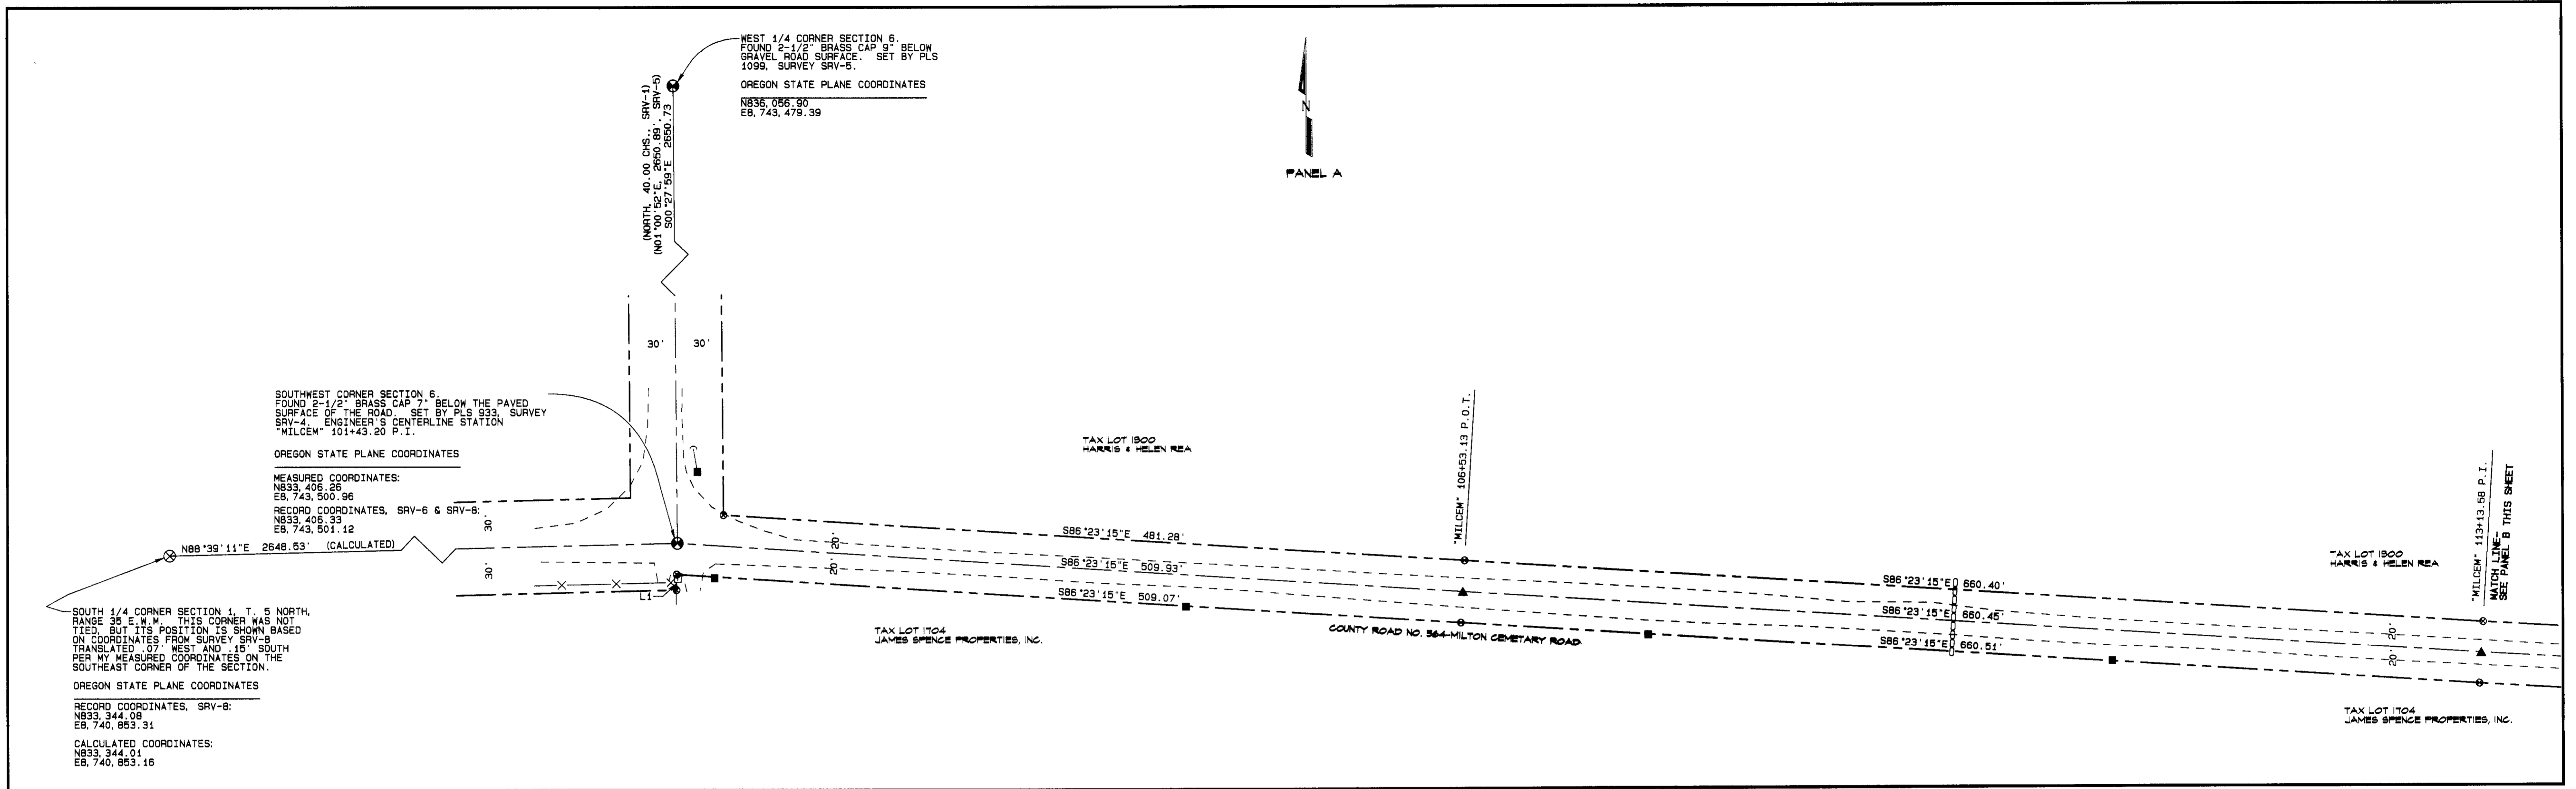 WEST 1/4 CORNER SECTION 6.
FOUND 2-1/2" BRASS CAP 9" BELOW
GRAVEL ROAD SURFACE. SET BY PLS
1099, SURVEY SRV-5.
OREGON STATE PLANE COORDINATES
N836, 056.90
E8, 743, 479.39
(NORTH, 40.00 CHS., SRV-1)
(N01°00'52"E, 2650.89', SRV-5)
S00°27'59"E 2650.73
N
PANEL A
30' 30'
SOUTHWEST CORNER SECTION 6.
FOUND 2-1/2" BRASS CAP 7" BELOW THE PAVED
SURFACE OF THE ROAD. SET BY PLS 933, SURVEY
SRV-4. ENGINEER'S CENTERLINE STATION
"MILCEM" 101+43.20 P.I.
OREGON STATE PLANE COORDINATES
MEASURED COORDINATES:
N833, 406.26
E8, 743, 500.96
RECORD COORDINATES, SRV-6 & SRV-8:
N833, 406.33
E8, 743, 501.12
30'
30'
N88°39'11"E 2648.53' (CALCULATED)
SOUTH 1/4 CORNER SECTION 1, T. 5 NORTH,
RANGE 35 E.W.M. THIS CORNER WAS NOT
TIED, BUT ITS POSITION IS SHOWN BASED
ON COORDINATES FROM SURVEY SRV-8
TRANSLATED .07' WEST AND .15' SOUTH
PER MY MEASURED COORDINATES ON THE
SOUTHEAST CORNER OF THE SECTION.
OREGON STATE PLANE COORDINATES
RECORD COORDINATES, SRV-8:
N833, 344.08
E8, 740, 853.31
CALCULATED COORDINATES:
N833, 344.01
E8, 740, 853.16
L1
20'
20'
TAX LOT 1300
HARRIS & HELEN REA
S86°23'15"E 481.28'
S86°23'15"E 509.93'
S86°23'15"E 509.07'
TAX LOT 1704
JAMES SPENCE PROPERTIES, INC.
"MILCEM" 106+53.13 P.O.T.
COUNTY ROAD NO. 564-MILTON CEMETARY ROAD
S86°23'15"E 660.40'
S86°23'15"E 660.45'
S86°23'15"E 660.51'
TAX LOT 1300
HARRIS & HELEN REA
20'
20'
"MILCEM" 113+13.58 P.I.
MATCH LINE-
SEE PANEL B THIS SHEET
TAX LOT 1704
JAMES SPENCE PROPERTIES, INC.